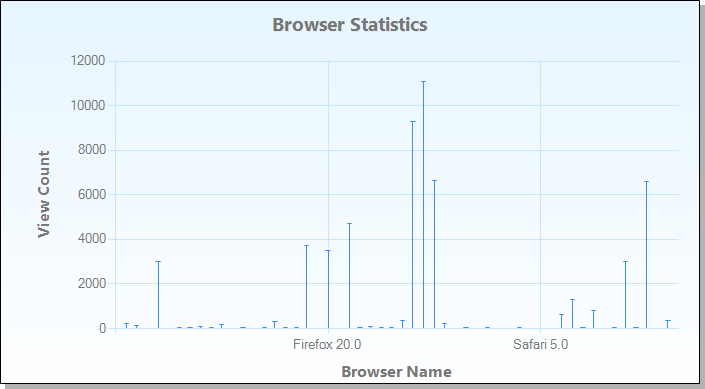 Browser Statistics
12000
10000
8000
6000
4000
2000
0
View Count
Firefox 20.0
Safari 5.0
Browser Name